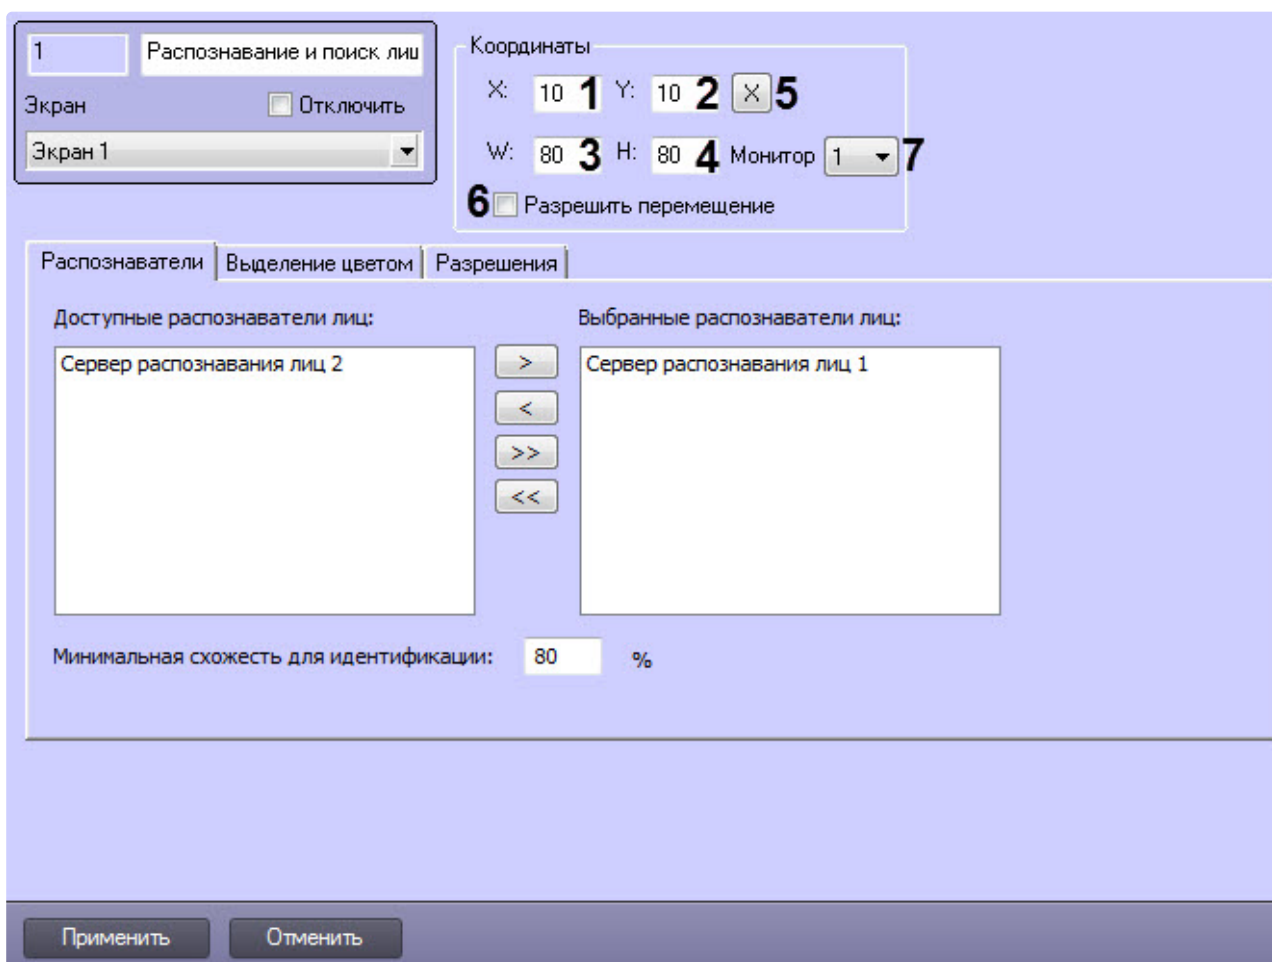 1 Распознавание и поиск лиц
Экран Отключить
Экран 1
Координаты
X: 10 1 Y: 10 2 X 5
W: 80 3 H: 80 4 Монитор 1 7
6 Разрешить перемещение
Распознаватели Выделение цветом Разрешения
Доступные распознаватели лиц: Выбранные распознаватели лиц:
Сервер распознавания лиц 2 > Сервер распознавания лиц 1
<
>>
<<
Минимальная схожесть для идентификации: 80 %
Применить Отменить